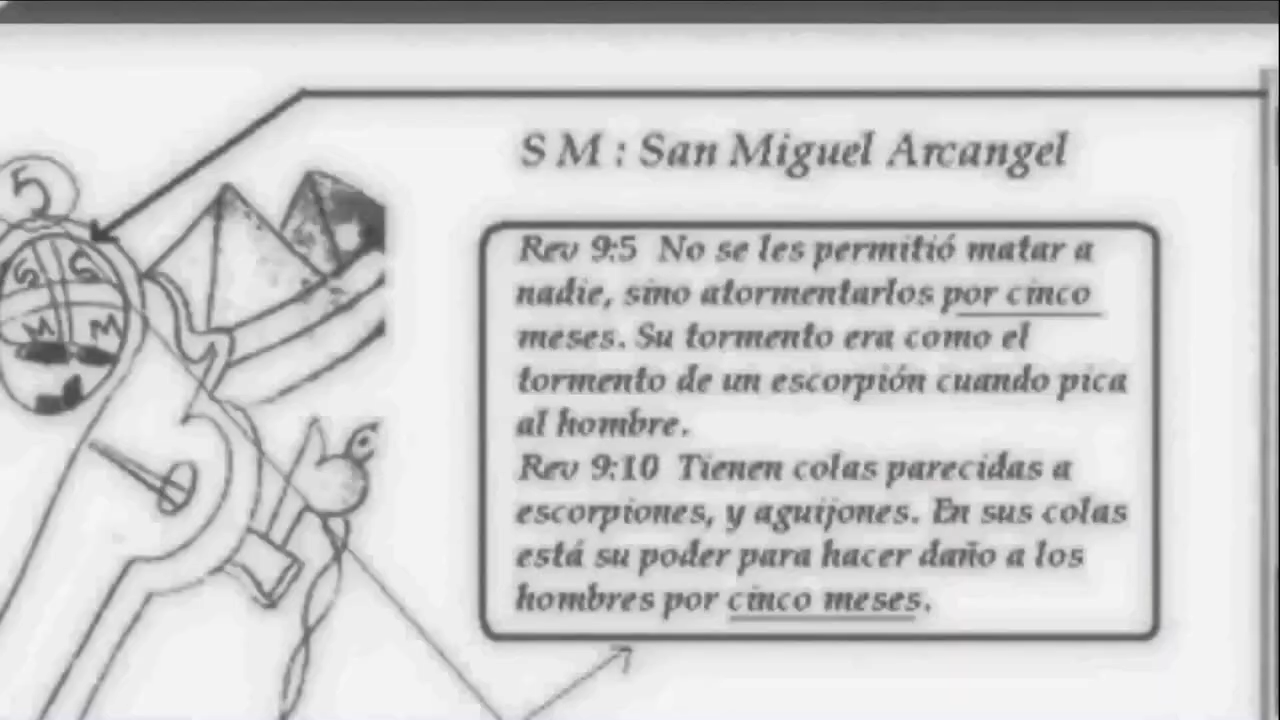 S M : San Miguel Arcangel
5
S S
M M
Rev 9:5 No se les permitió matar a
nadie, sino atormentarlos por cinco
meses. Su tormento era como el
tormento de un escorpión cuando pica
al hombre.
Rev 9:10 Tienen colas parecidas a
escorpiones, y aguijones. En sus colas
está su poder para hacer daño a los
hombres por cinco meses.